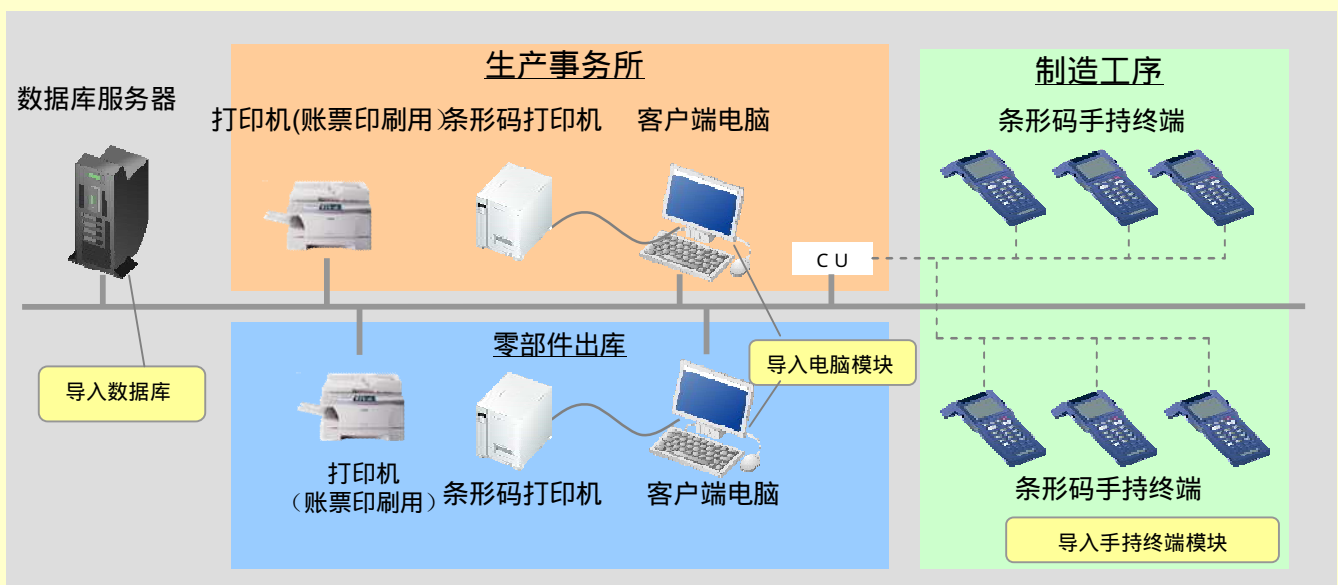 生产事务所
制造工序
数据库服务器
打印机(账票印刷用）
条形码打印机
客户端电脑
条形码手持终端
CU
零部件出库
导入电脑模块
导入数据库
打印机
（账票印刷用）
条形码打印机
客户端电脑
条形码手持终端
导入手持终端模块